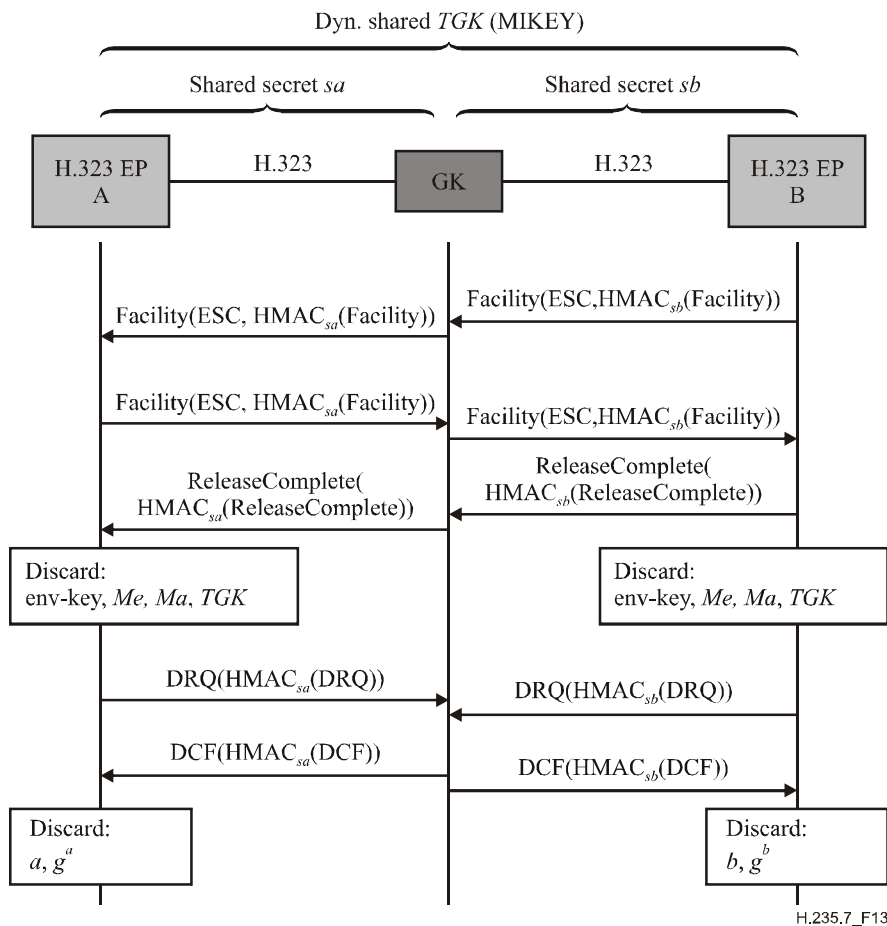 Dyn. shared TGK (MIKEY)
Shared secret sa
Shared secret sb
H.323 EP
A
H.323
GK
H.323
H.323 EP
B
Facility(ESC,HMACsb(Facility))
Facility(ESC, HMACsa(Facility))
Facility(ESC, HMACsa(Facility))
Facility(ESC,HMACsb(Facility))
ReleaseComplete(
HMACsb(ReleaseComplete))
ReleaseComplete(
HMACsa(ReleaseComplete))
Discard:
env-key, Me, Ma, TGK
Discard:
env-key, Me, Ma, TGK
DRQ(HMACsa(DRQ))
DRQ(HMACsb(DRQ))
DCF(HMACsa(DCF))
DCF(HMACsb(DCF))
Discard:
a, g^a
Discard:
b, g^b
H.235.7_F13